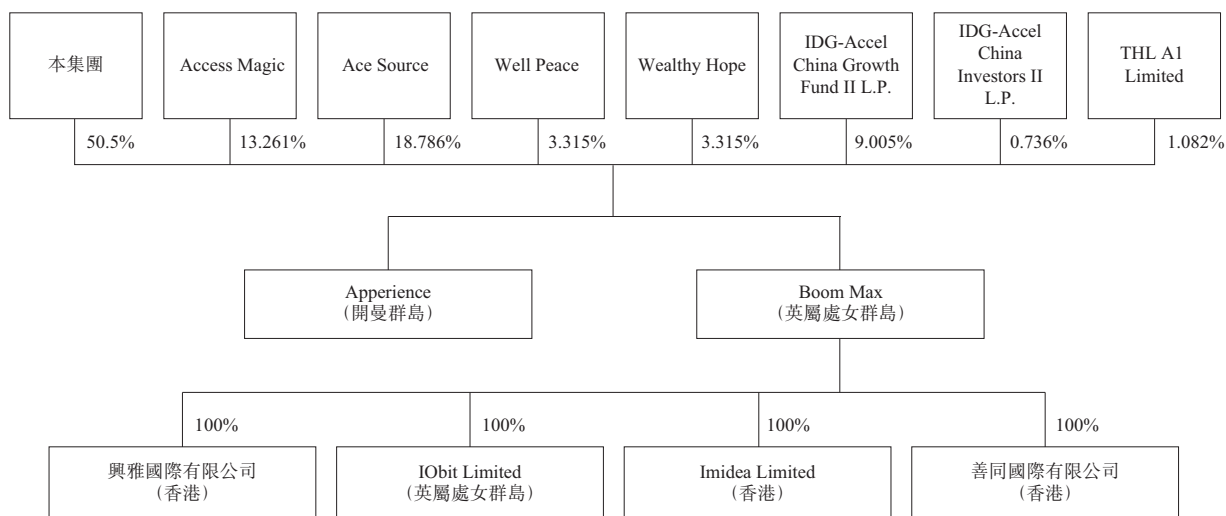 本集團
Access Magic
Ace Source
Well Peace
Wealthy Hope
IDG-Accel
China Growth
Fund II L.P.
IDG-Accel
China
Investors II
L.P.
THL A1
Limited
50.5%
13.261%
18.786%
3.315%
3.315%
9.005%
0.736%
1.082%
Apperience
(開曼群島)
Boom Max
(英屬處女群島)
100%
100%
100%
100%
興雅國際有限公司
(香港)
IObit Limited
(英屬處女群島)
Imidea Limited
(香港)
善同國際有限公司
(香港)